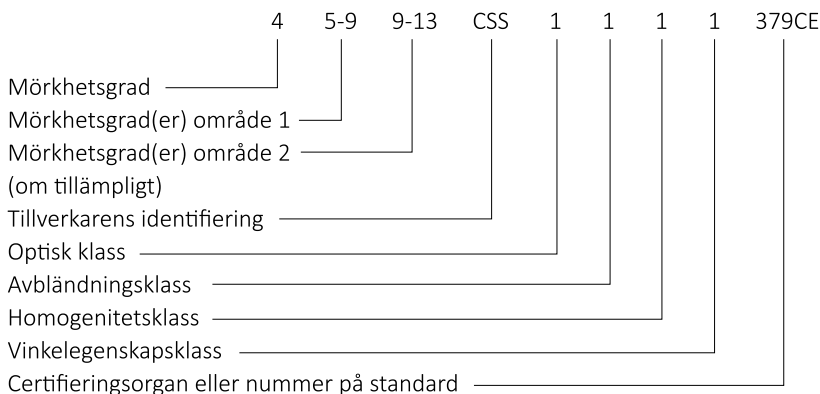 4 5-9 9-13 CSS 1 1 1 1 379CE
Mörkhetsgrad
Mörkhetsgrad(er) område 1
Mörkhetsgrad(er) område 2
(om tillämpligt)
Tillverkarens identifiering
Optisk klass
Avbländningsklass
Homogenitetsklass
Vinkelegenskapsklass
Certifieringsorgan eller nummer på standard